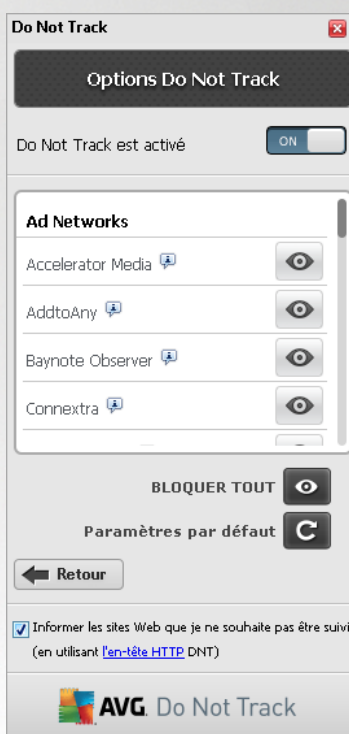 Do Not Track
Options Do Not Track
Do Not Track est activé
ON
Ad Networks
Accelerator Media
AddtoAny
Baynote Observer
Connextra
BLOQUER TOUT
Paramètres par défaut
Retour
Informer les sites Web que je ne souhaite pas être suivi
(en utilisant l'en-tête HTTP DNT)
AVG. Do Not Track